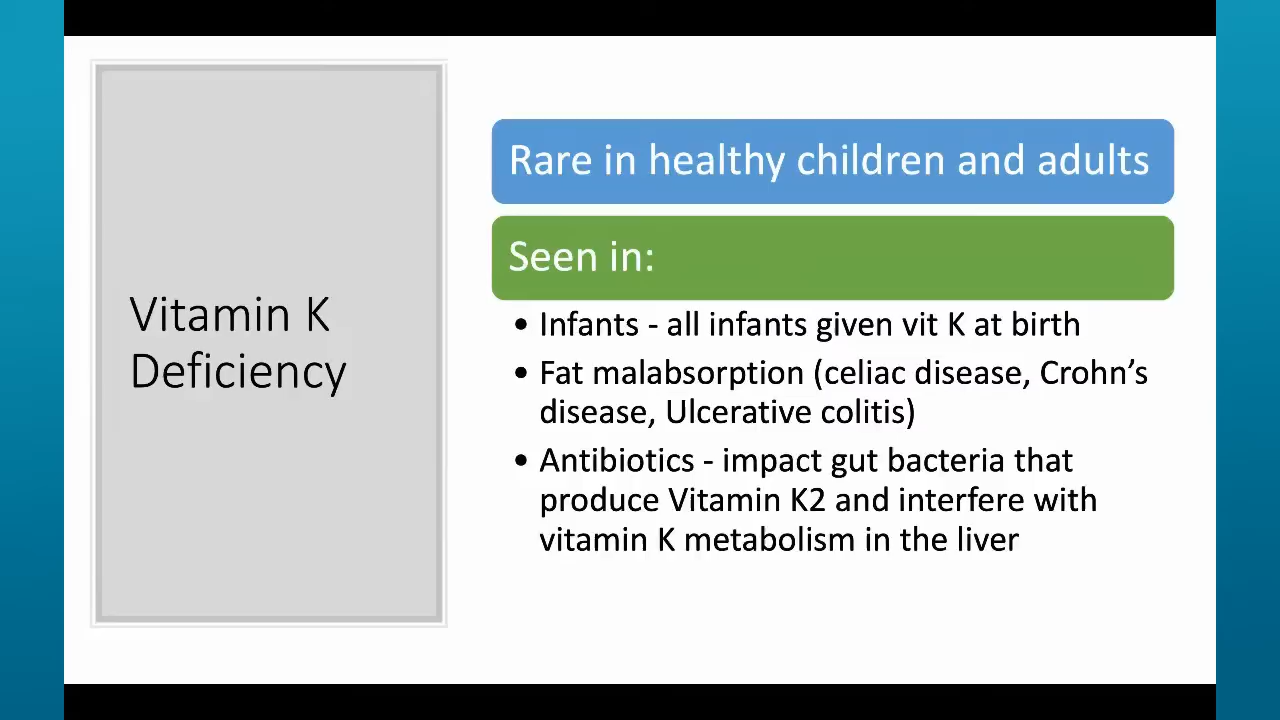 Vitamin K
Deficiency
Rare in healthy children and adults
Seen in:
• Infants - all infants given vit K at birth
• Fat malabsorption (celiac disease, Crohn’s
disease, Ulcerative colitis)
• Antibiotics - impact gut bacteria that
produce Vitamin K2 and interfere with
vitamin K metabolism in the liver